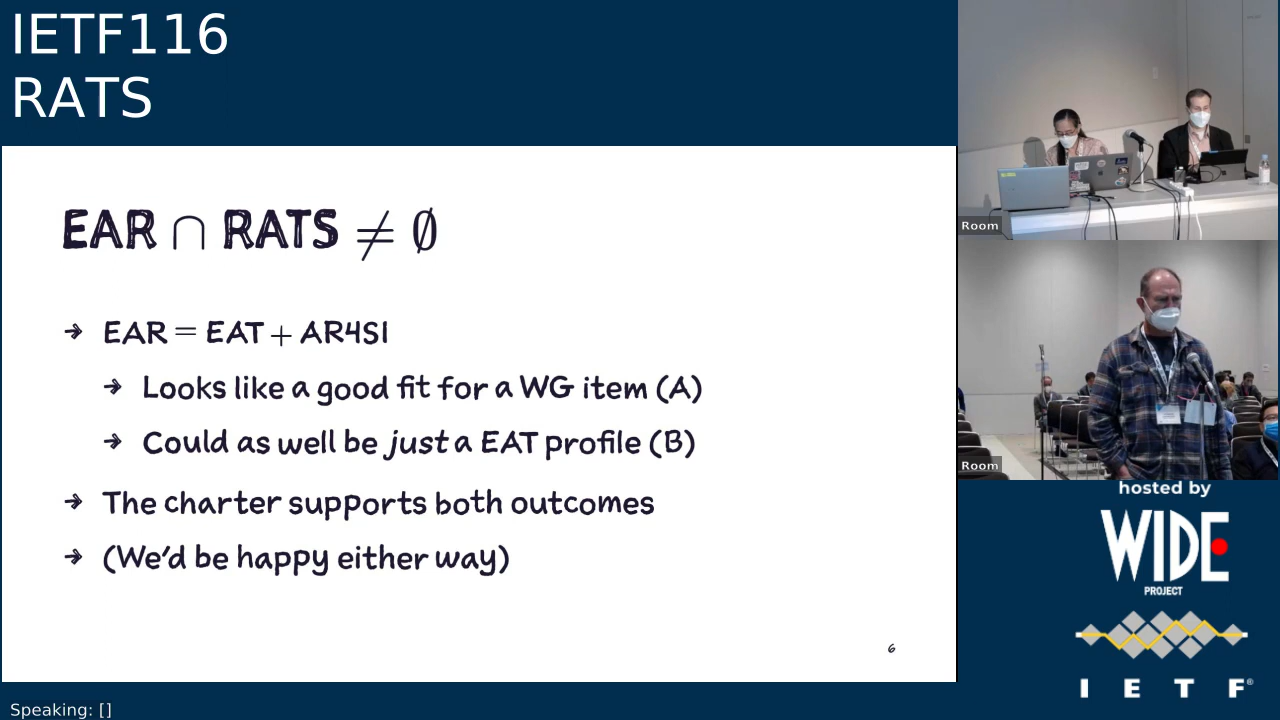 IETF116
RATS
EAR ∩ RATS ≠ ∅
→ EAR = EAT + AR4SI
→ Looks like a good fit for a WG item (A)
→ Could as well be just a EAT profile (B)
→ The charter supports both outcomes
→ (We'd be happy either way)
6
Room
Room
hosted by
WIDE
PROJECT
I E T F®
Speaking: []